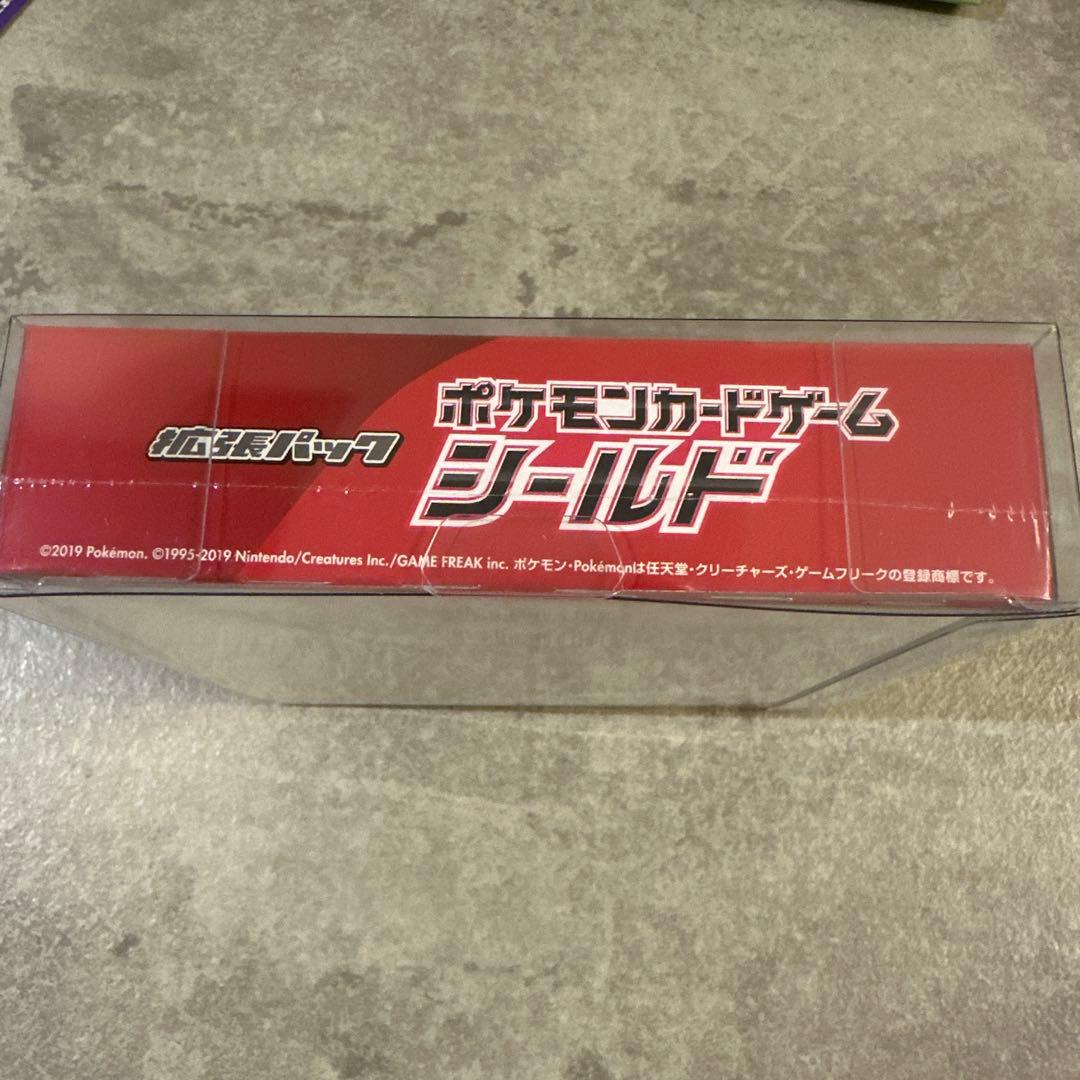 拡張パック
ポケモンカードゲーム
シールド
©2019 Pokémon. ©1995-2019 Nintendo/Creatures Inc./GAME FREAK inc. ポケモン・Pokémonは任天堂・クリーチャーズ・ゲームフリークの登録商標です。